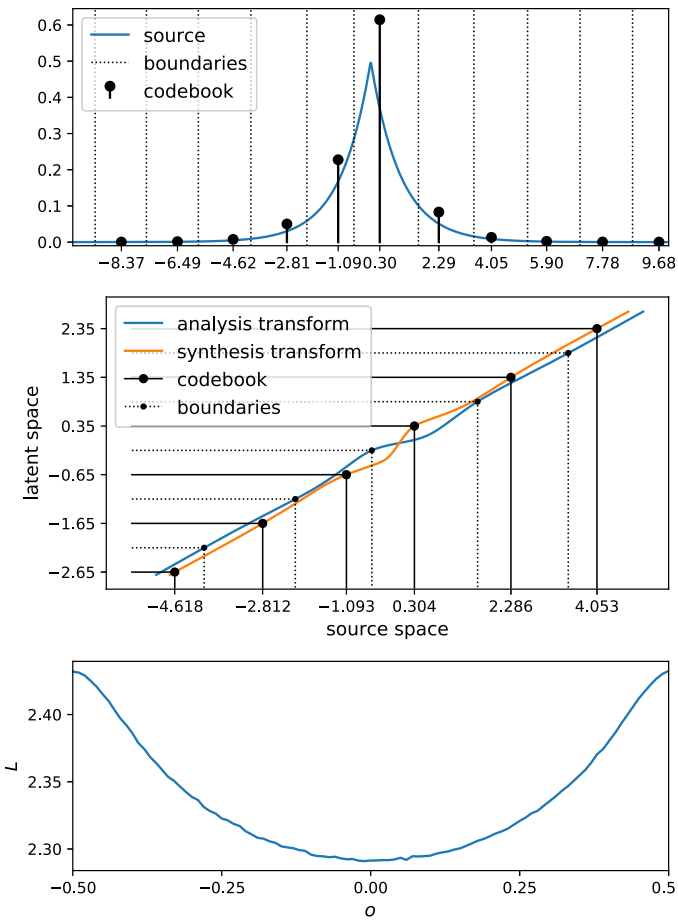 0.6
0.5
0.4
0.3
0.2
0.1
0.0
source
boundaries
codebook
−8.37 −6.49 −4.62 −2.81 −1.09 0.30 2.29 4.05 5.90 7.78 9.68
latent space
2.35
1.35
0.35
−0.65
−1.65
−2.65
analysis transform
synthesis transform
codebook
boundaries
−4.618 −2.812 −1.093 0.304 2.286 4.053
source space
L
2.40
2.35
2.30
−0.50 −0.25 0.00 0.25 0.50
o